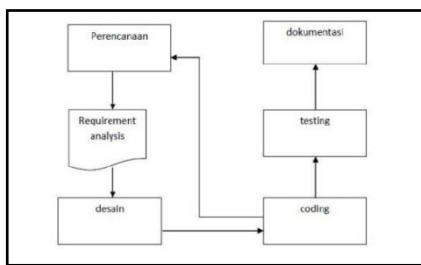 Perencanaan
Requirement
analysis
desain
coding
testing
dokumentasi